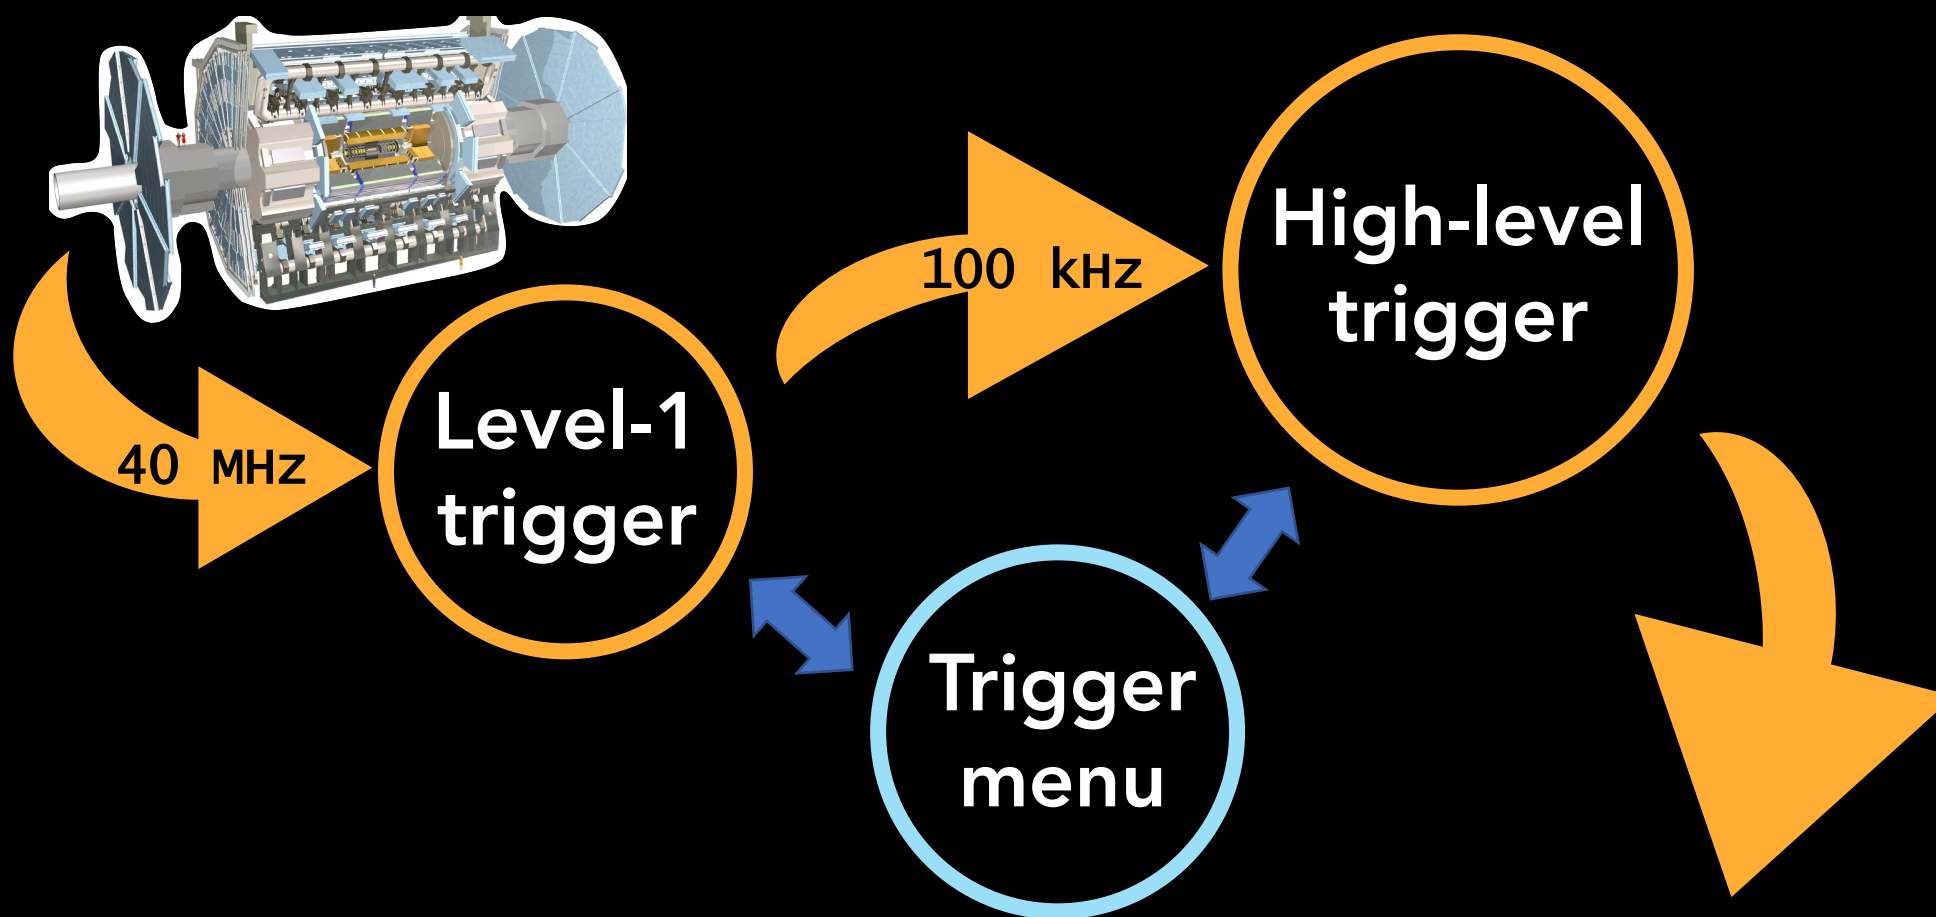 40 MHz
Level-1
trigger
100 kHz
High-level
trigger
Trigger
menu